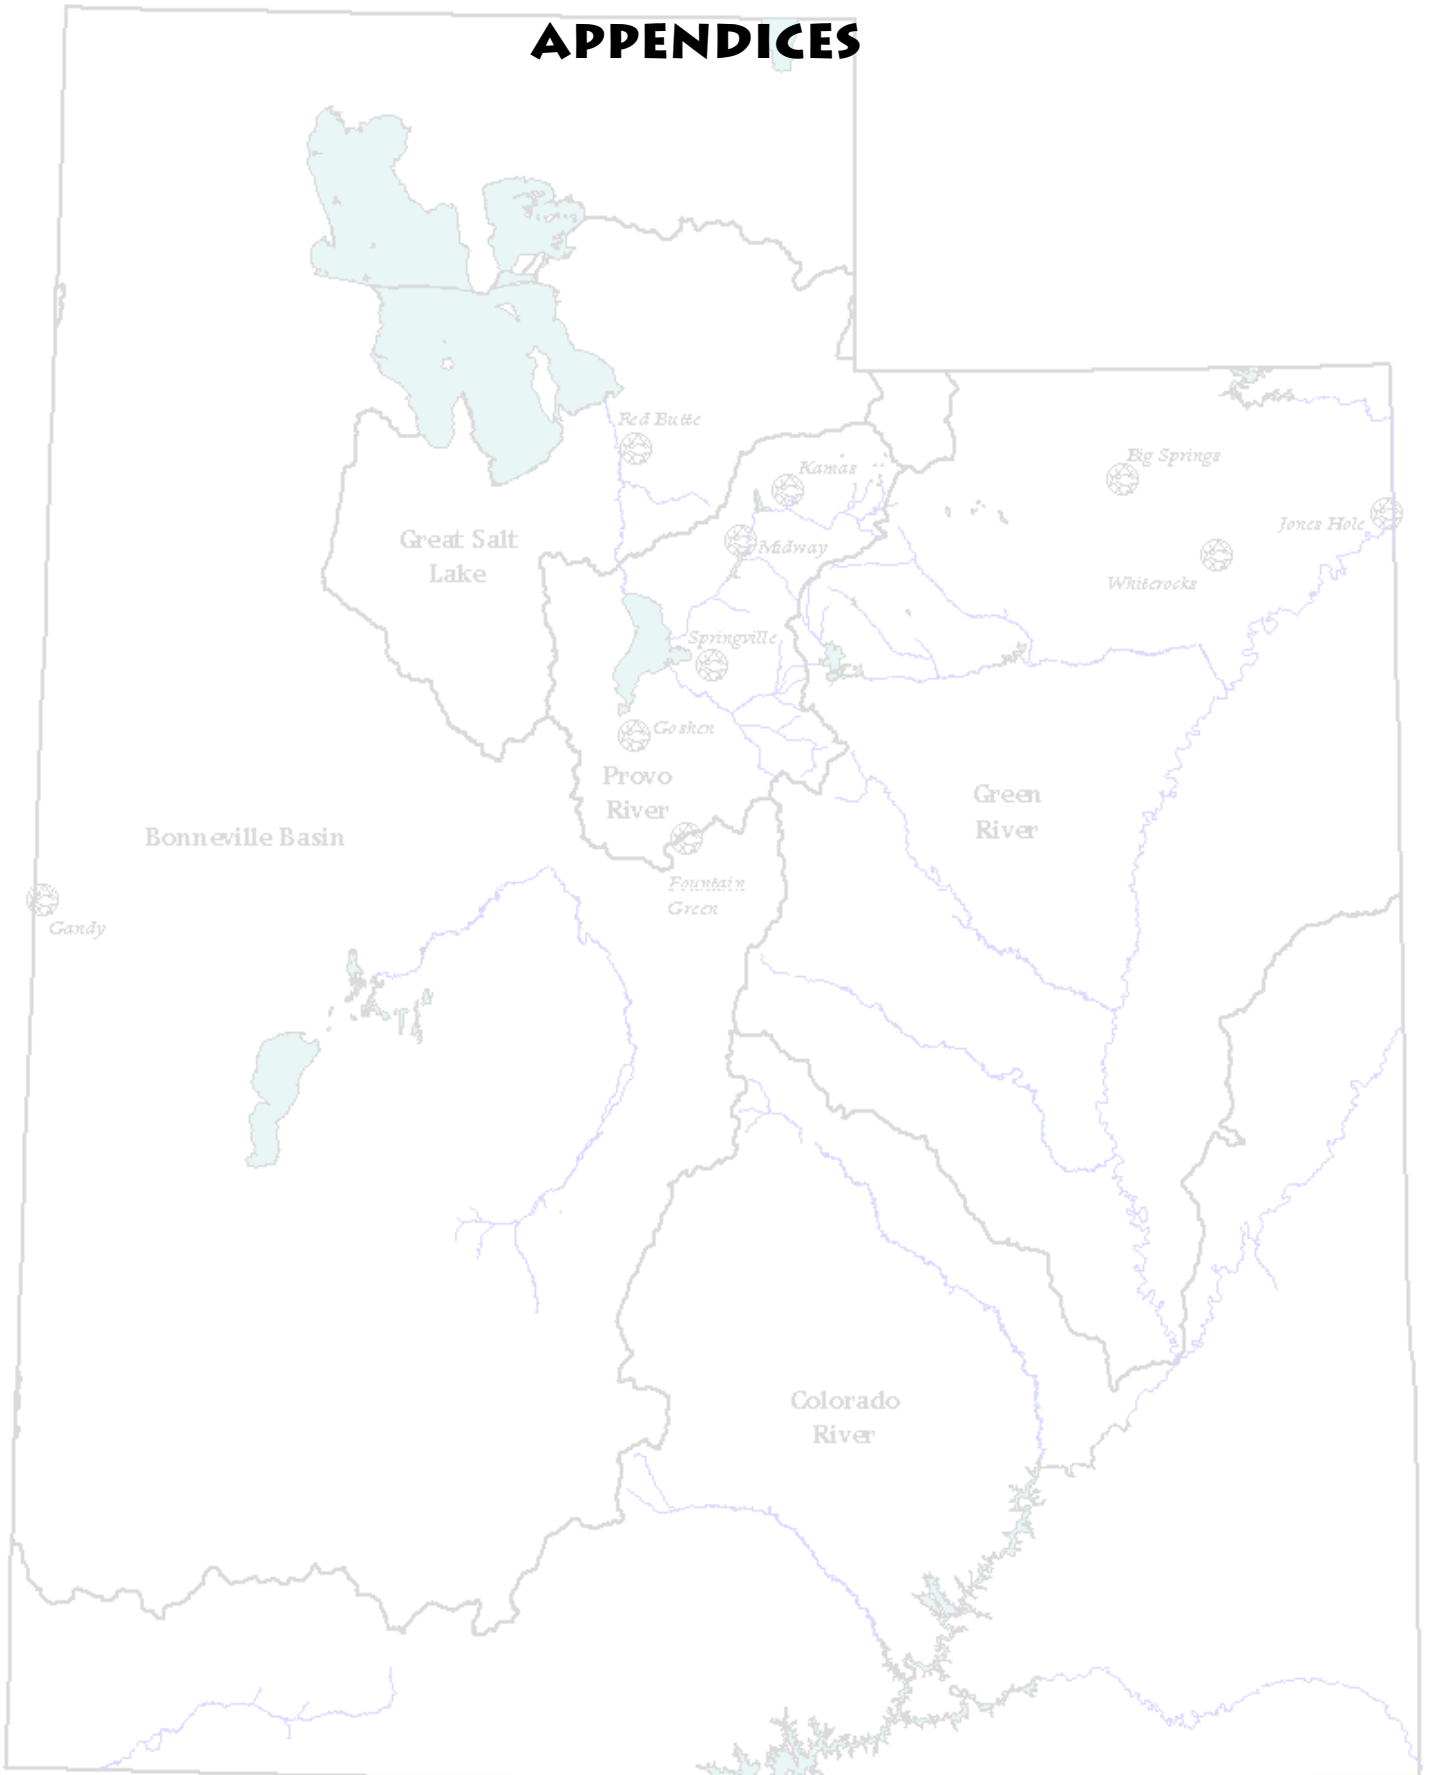 APPENDICES
Red Butte
Big Springs
Kamas
Jones Hole
Great Salt
Lake
Midway
Whiterocks
Springville
Goshen
Provo
River
Green
River
Bonneville Basin
Fountain
Green
Gandy
Colorado
River